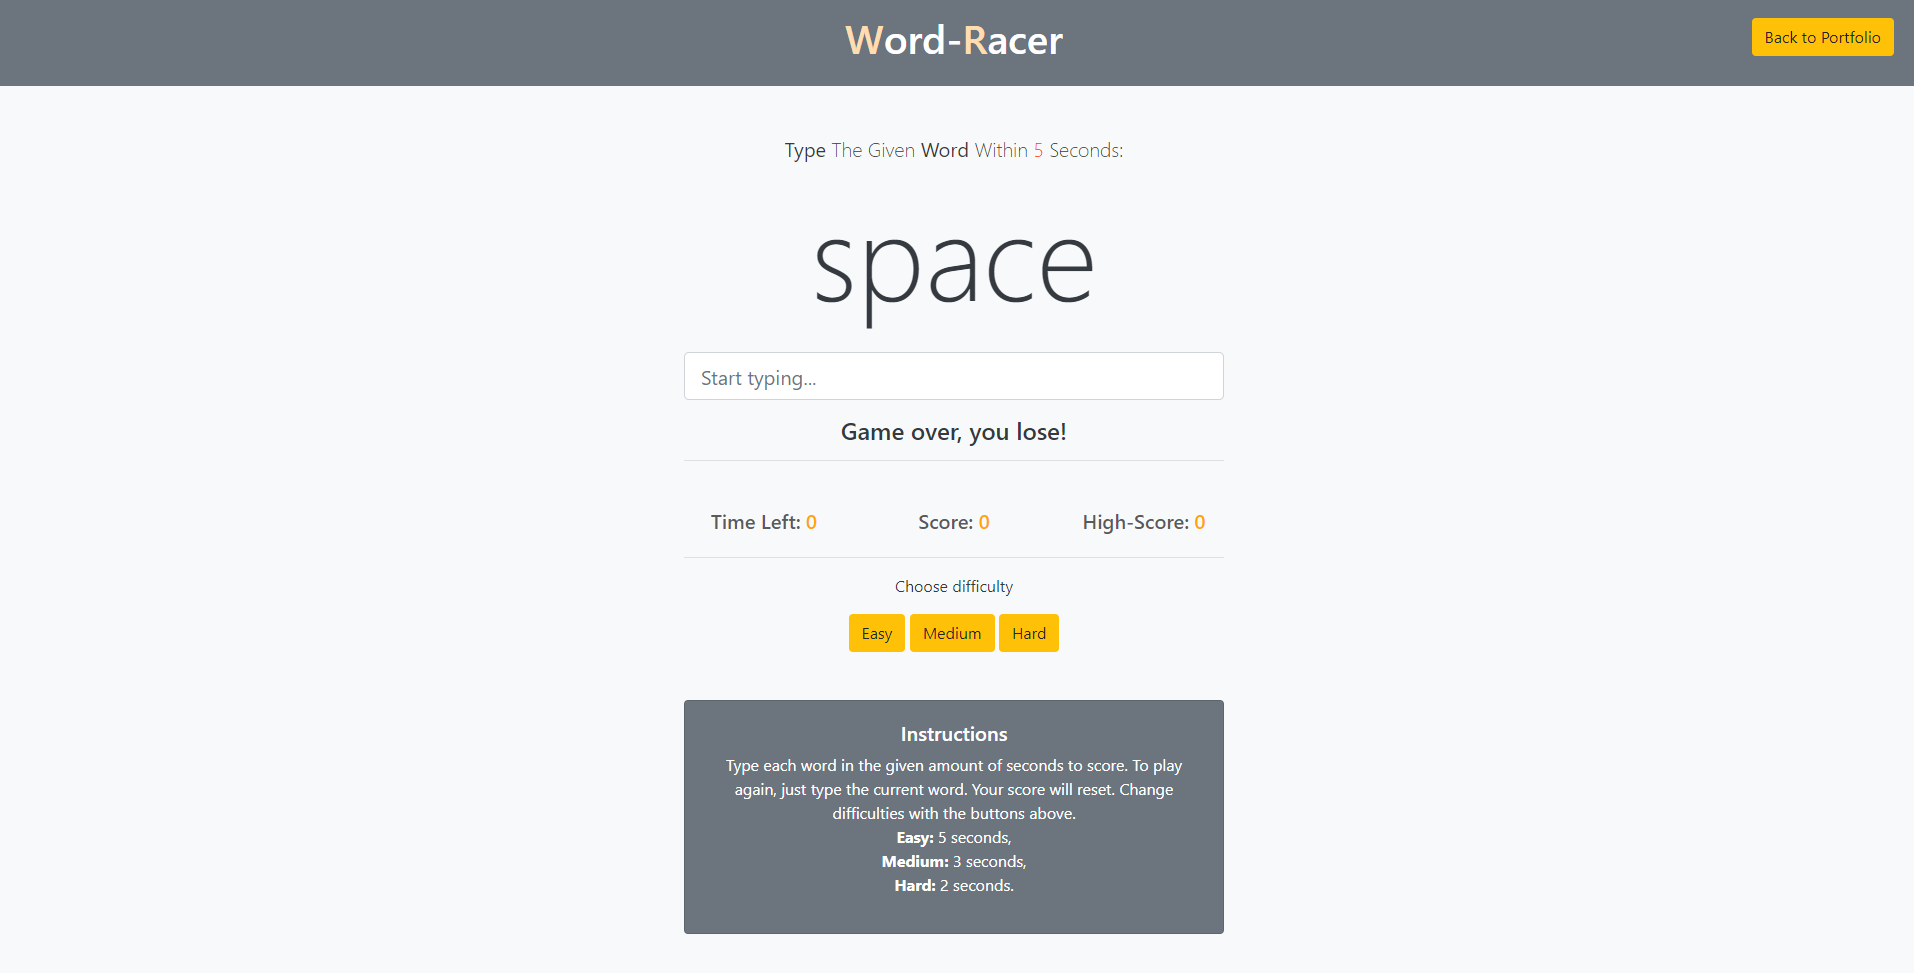 Word-Racer
Back to Portfolio
Type The Given Word Within 5 Seconds:
space
Start typing...
Game over, you lose!
Time Left: 0 Score: 0 High-Score: 0
Choose difficulty
Easy Medium Hard
Instructions
Type each word in the given amount of seconds to score. To play
again, just type the current word. Your score will reset. Change
difficulties with the buttons above.
Easy: 5 seconds,
Medium: 3 seconds,
Hard: 2 seconds.